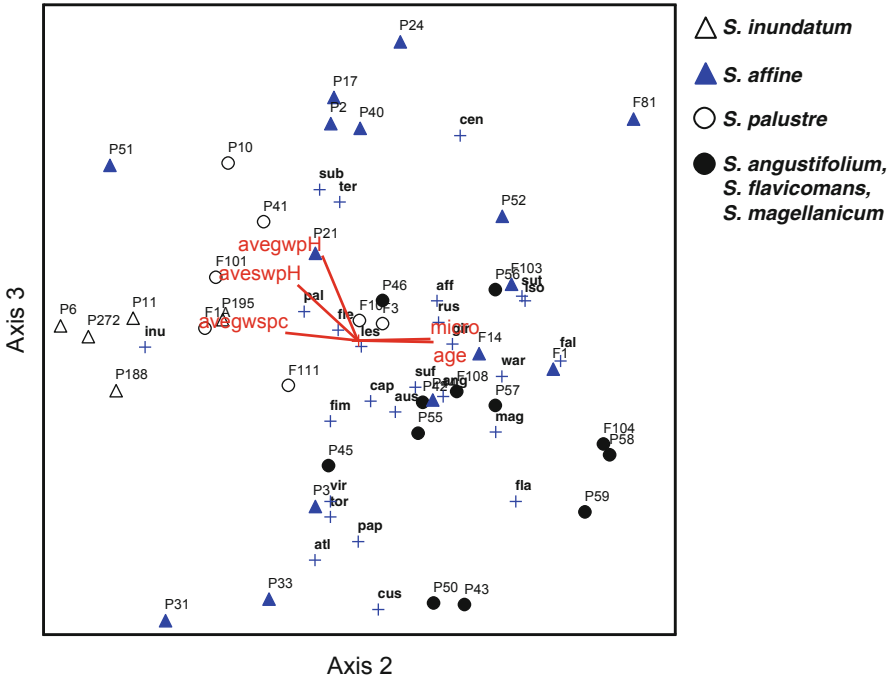 P24
S. inundatum
P17
S. affine
P2
P40
F81
cen
S. palustre
P51
P10
S. angustifolium,
S. flavicomans,
S. magellanicum
sub
ter
P41
P52
P21
avegwpH
F101
aveswpH
P46
P56
F103
sut
iso
aff
pal
P6
P11
F1A
P195
avegwspc
fle
F10
F3
rus
micro
P272
inu
les
gir
age
F14
fal
F1
P188
F111
war
suf
ang
F108
cap
P42
P57
aus
fim
P55
mag
F104
P58
P45
vir
P3
tor
fla
P59
pap
atl
P33
P31
cus
P50
P43
Axis 3
Axis 2